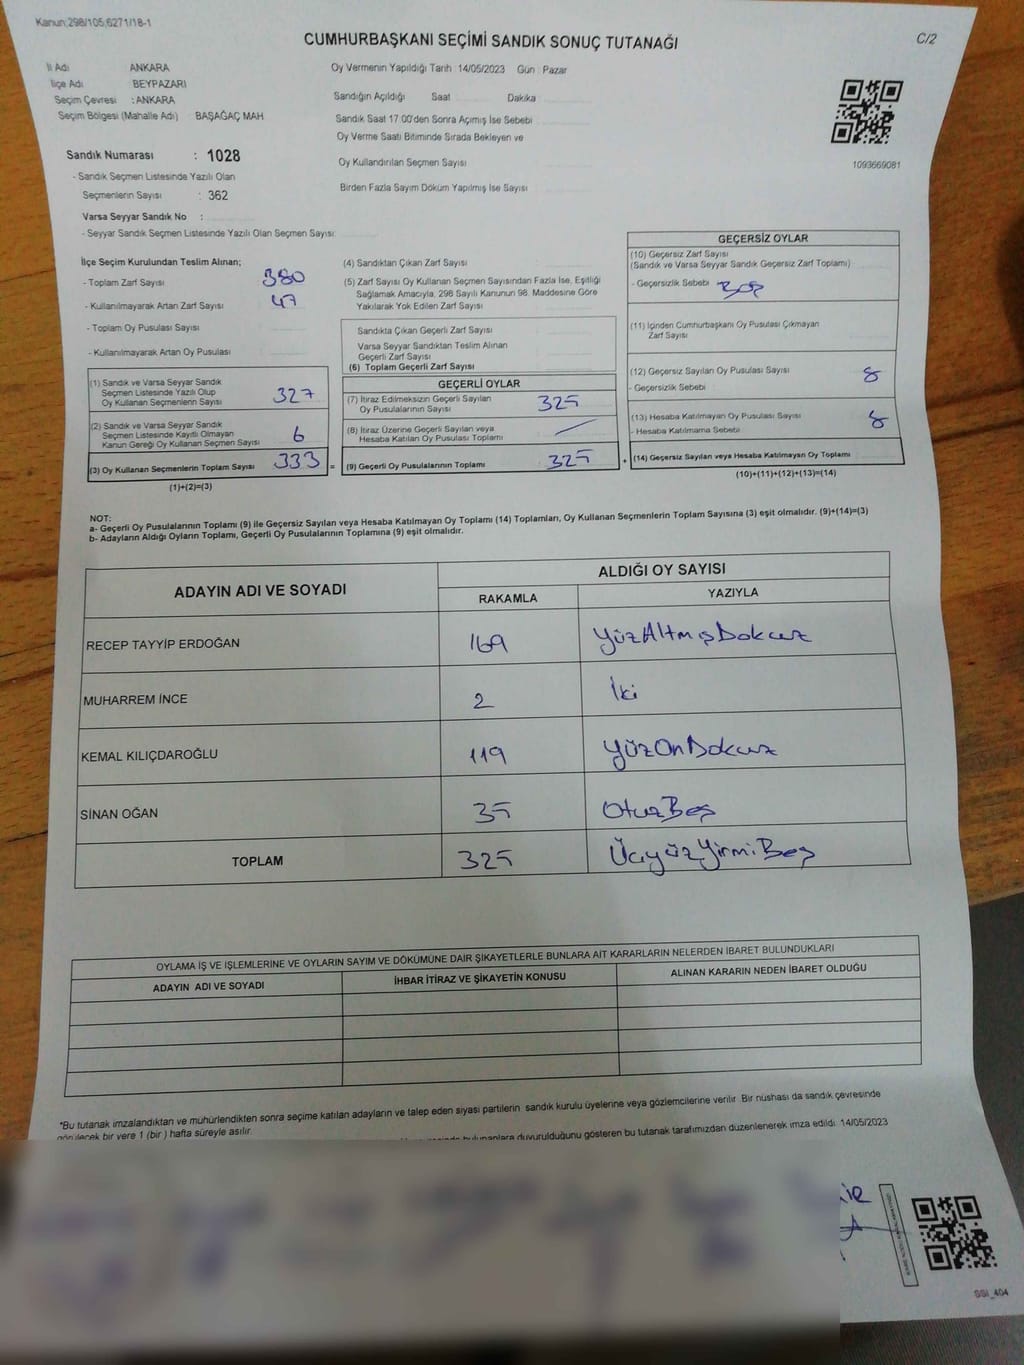 Kanun;298/105,6271/18-1
C/2
CUMHURBAŞKANI SEÇİMİ SANDIK SONUÇ TUTANAĞI
İl Adı ANKARA
İlçe Adı BEYPAZARI
Seçim Çevresi : ANKARA
Seçim Bölgesi (Mahalle Adı) BAŞAĞAÇ MAH
Sandık Numarası : 1028
- Sandık Seçmen Listesinde Yazılı Olan
Seçmenlerin Sayısı : 362
Varsa Seyyar Sandık No :
- Seyyar Sandık Seçmen Listesinde Yazılı Olan Seçmen Sayısı:
Oy Vermenin Yapıldığı Tarih :14/05/2023 Gün : Pazar
Sandığın Açıldığı Saat Dakika
Sandık Saat 17.00'den Sonra Açımış İse Sebebi
Oy Verme Saati Bitiminde Sırada Bekleyen ve
Oy Kullandırılan Seçmen Sayısı
Birden Fazla Sayım Döküm Yapılmış İse Sayısı
1093669081
İlçe Seçim Kurulundan Teslim Alınan;
- Toplam Zarf Sayısı 380
- Kullanılmayarak Artan Zarf Sayısı 47
- Toplam Oy Pusulası Sayısı
- Kullanılmayarak Artan Oy Pusulası
(1) Sandık ve Varsa Seyyar Sandık
Seçmen Listesinde Yazılı Olup
Oy Kullanan Seçmenlerin Sayısı 327
(2) Sandık ve Varsa Seyyar Sandık
Seçmen Listesinde Kayıtlı Olmayan
Kanun Gereği Oy Kullanan Seçmen Sayısı 6
(3) Oy Kullanan Seçmenlerin Toplam Sayısı 333 =
(1)+(2)=(3)
(4) Sandıktan Çıkan Zarf Sayısı
(5) Zarf Sayısı Oy Kullanan Seçmen Sayısından Fazla İse, Eşitliği
Sağlamak Amacıyla, 298 Sayılı Kanunun 98. Maddesine Göre
Yakılarak Yok Edilen Zarf Sayısı
Sandıkta Çıkan Geçerli Zarf Sayısı
Varsa Seyyar Sandıktan Teslim Alınan
Geçerli Zarf Sayısı
(6) Toplam Geçerli Zarf Sayısı
GEÇERLİ OYLAR
(7) İtiraz Edilmeksizin Geçerli Sayılan
Oy Pusulalarının Sayısı 325
(8) İtiraz Üzerine Geçerli Sayılan veya
Hesaba Katılan Oy Pusulası Toplamı
(9) Geçerli Oy Pusulalarının Toplamı 325 +
GEÇERSİZ OYLAR
(10) Geçersiz Zarf Sayısı
(Sandık ve Varsa Seyyar Sandık Geçersiz Zarf Toplamı)
- Geçersizlik Sebebi Boş
(11) İçinden Cumhurbaşkanı Oy Pusulası Çıkmayan
Zarf Sayısı
(12) Geçersiz Sayılan Oy Pusulası Sayısı 8
- Geçersizlik Sebebi :
(13) Hesaba Katılmayan Oy Pusulası Sayısı 8
- Hesaba Katılmama Sebebi
(14) Geçersiz Sayılan veya Hesaba Katılmayan Oy Toplamı
(10)+(11)+(12)+(13)=(14)
NOT:
a- Geçerli Oy Pusulalarının Toplamı (9) ile Geçersiz Sayılan veya Hesaba Katılmayan Oy Toplamı (14) Toplamları, Oy Kullanan Seçmenlerin Toplam Sayısına (3) eşit olmalıdır. (9)+(14)=(3)
b- Adayların Aldığı Oyların Toplamı, Geçerli Oy Pusulalarının Toplamına (9) eşit olmalıdır.
ADAYIN ADI VE SOYADI ALDIĞI OY SAYISI
RAKAMLA YAZIYLA
RECEP TAYYİP ERDOĞAN 169 YüzAltmışDokuz
MUHARREM İNCE 2 İki
KEMAL KILIÇDAROĞLU 119 YüzOnDokuz
SİNAN OĞAN 35 OtuzBeş
TOPLAM 325 ÜçyüzYirmiBeş
OYLAMA İŞ VE İŞLEMLERİNE VE OYLARIN SAYIM VE DÖKÜMÜNE DAİR ŞİKAYETLERLE BUNLARA AİT KARARLARIN NELERDEN İBARET BULUNDUKLARI
ADAYIN ADI VE SOYADI İHBAR İTİRAZ VE ŞİKAYETİN KONUSU ALINAN KARARIN NEDEN İBARET OLDUĞU
*Bu tutanak imzalandıktan ve mühürlendikten sonra seçime katılan adayların ve talep eden siyasi partilerin sandık kurulu üyelerine veya gözlemcilerine verilir. Bir nüshası da sandık çevresinde
görülecek bir yere 1 (bir) hafta süreyle asılır.
duyurulduğunu gösteren bu tutanak tarafımızdan düzenlenerek imza edildi. 14/05/2023
SSI_404